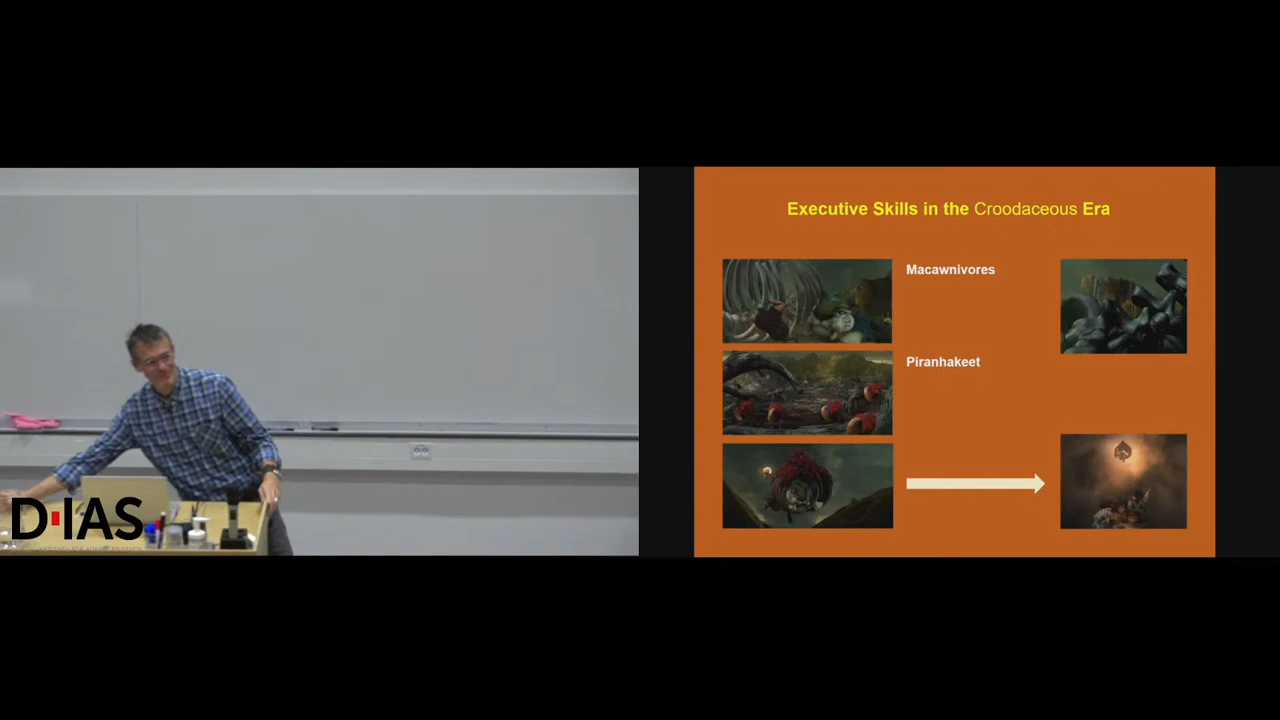 Executive Skills in the Croodaceous Era
Macawnivores
Piranhakeet
D·IAS